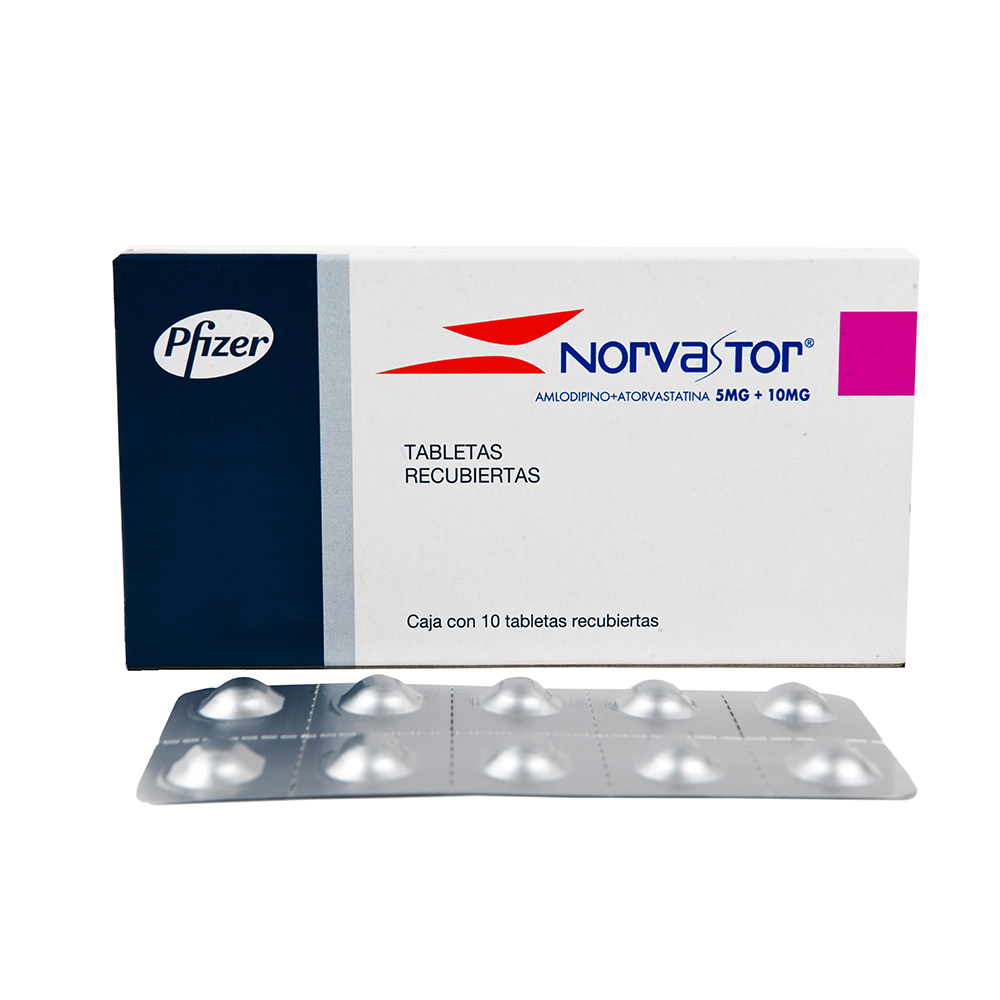 Pfizer
NorvaStor®
AMLODIPINO+ATORVASTATINA 5MG + 10MG
TABLETAS
RECUBIERTAS
Caja con 10 tabletas recubiertas